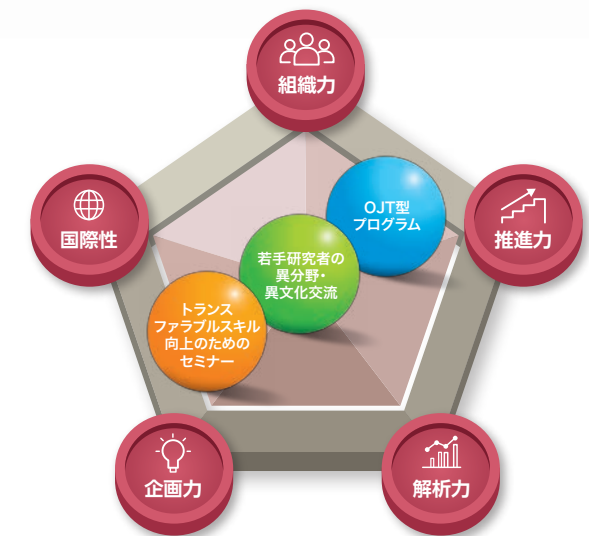 組織力
国際性
推進力
OJT型
プログラム
若手研究者の
異分野・
異文化交流
トランス
ファラブルスキル
向上のための
セミナー
企画力
解析力